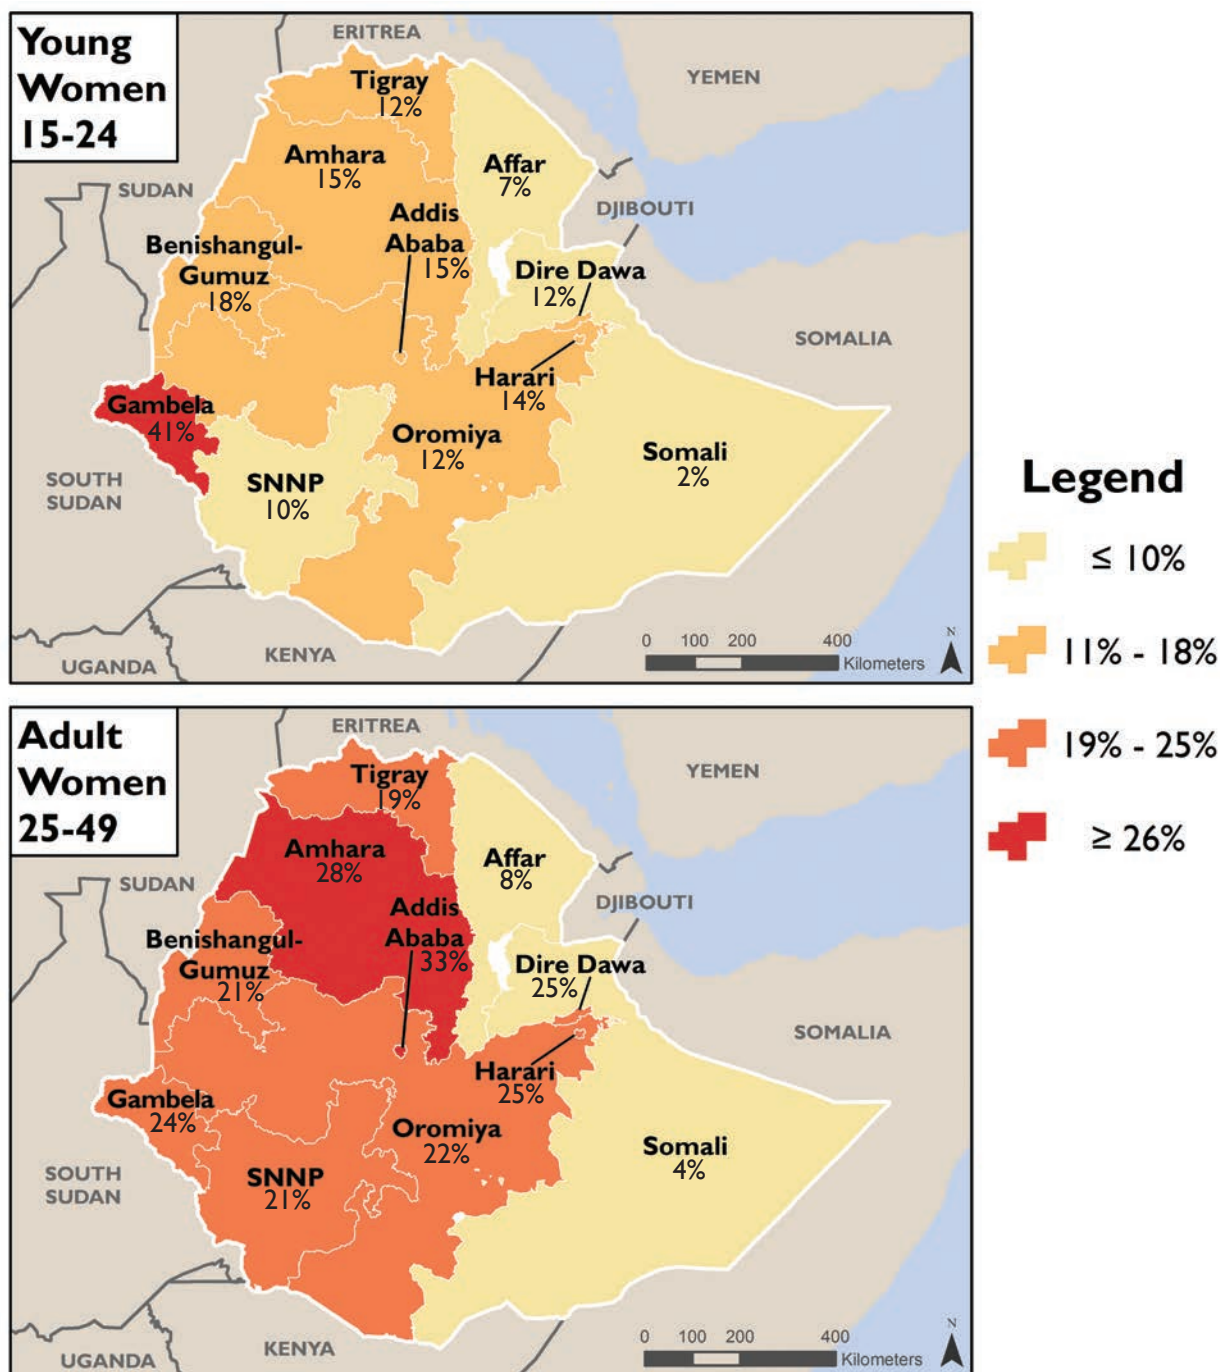 Young
Women
15-24
ERITREA
YEMEN
Tigray
12%
Amhara
15%
Affar
7%
SUDAN
DJIBOUTI
Addis
Ababa
15%
Benishangul-
Gumuz
18%
Dire Dawa
12%
SOMALIA
Harari
14%
Gambela
41%
Oromiya
12%
Somali
2%
SOUTH
SUDAN
SNNP
10%
UGANDA
KENYA
0 100 200 400
Kilometers
N
Legend
≤ 10%
11% - 18%
19% - 25%
≥ 26%
Adult
Women
25-49
ERITREA
YEMEN
Tigray
19%
Amhara
28%
Affar
8%
SUDAN
DJIBOUTI
Addis
Ababa
33%
Benishangul-
Gumuz
21%
Dire Dawa
25%
SOMALIA
Harari
25%
Gambela
24%
Oromiya
22%
Somali
4%
SOUTH
SUDAN
SNNP
21%
UGANDA
KENYA
0 100 200 400
Kilometers
N